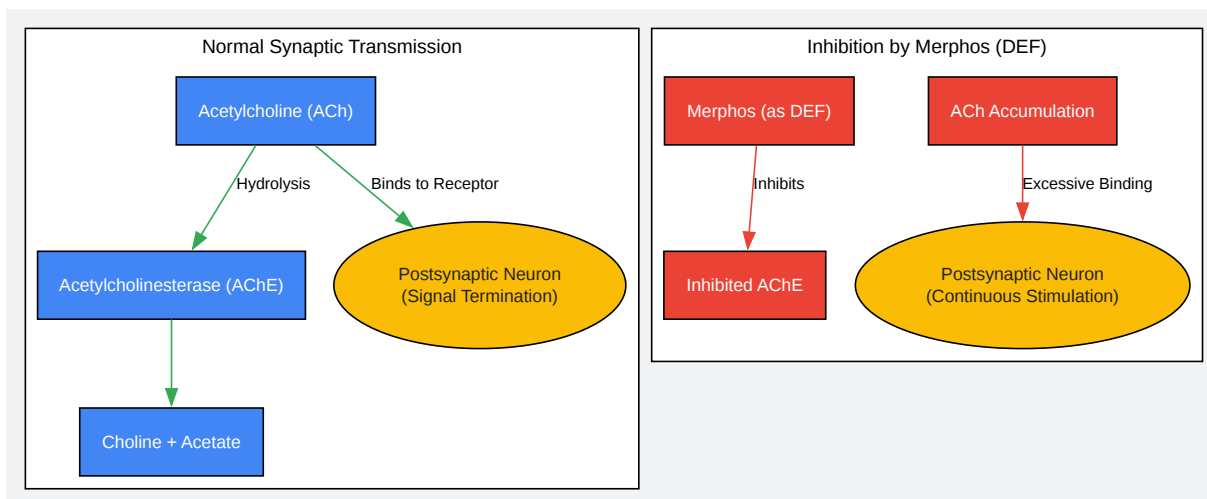 Normal Synaptic Transmission
Acetylcholine (ACh)
Hydrolysis
Binds to Receptor
Acetylcholinesterase (AChE)
Postsynaptic Neuron
(Signal Termination)
Choline + Acetate
Inhibition by Merphos (DEF)
Merphos (as DEF)
ACh Accumulation
Inhibits
Excessive Binding
Inhibited AChE
Postsynaptic Neuron
(Continuous Stimulation)